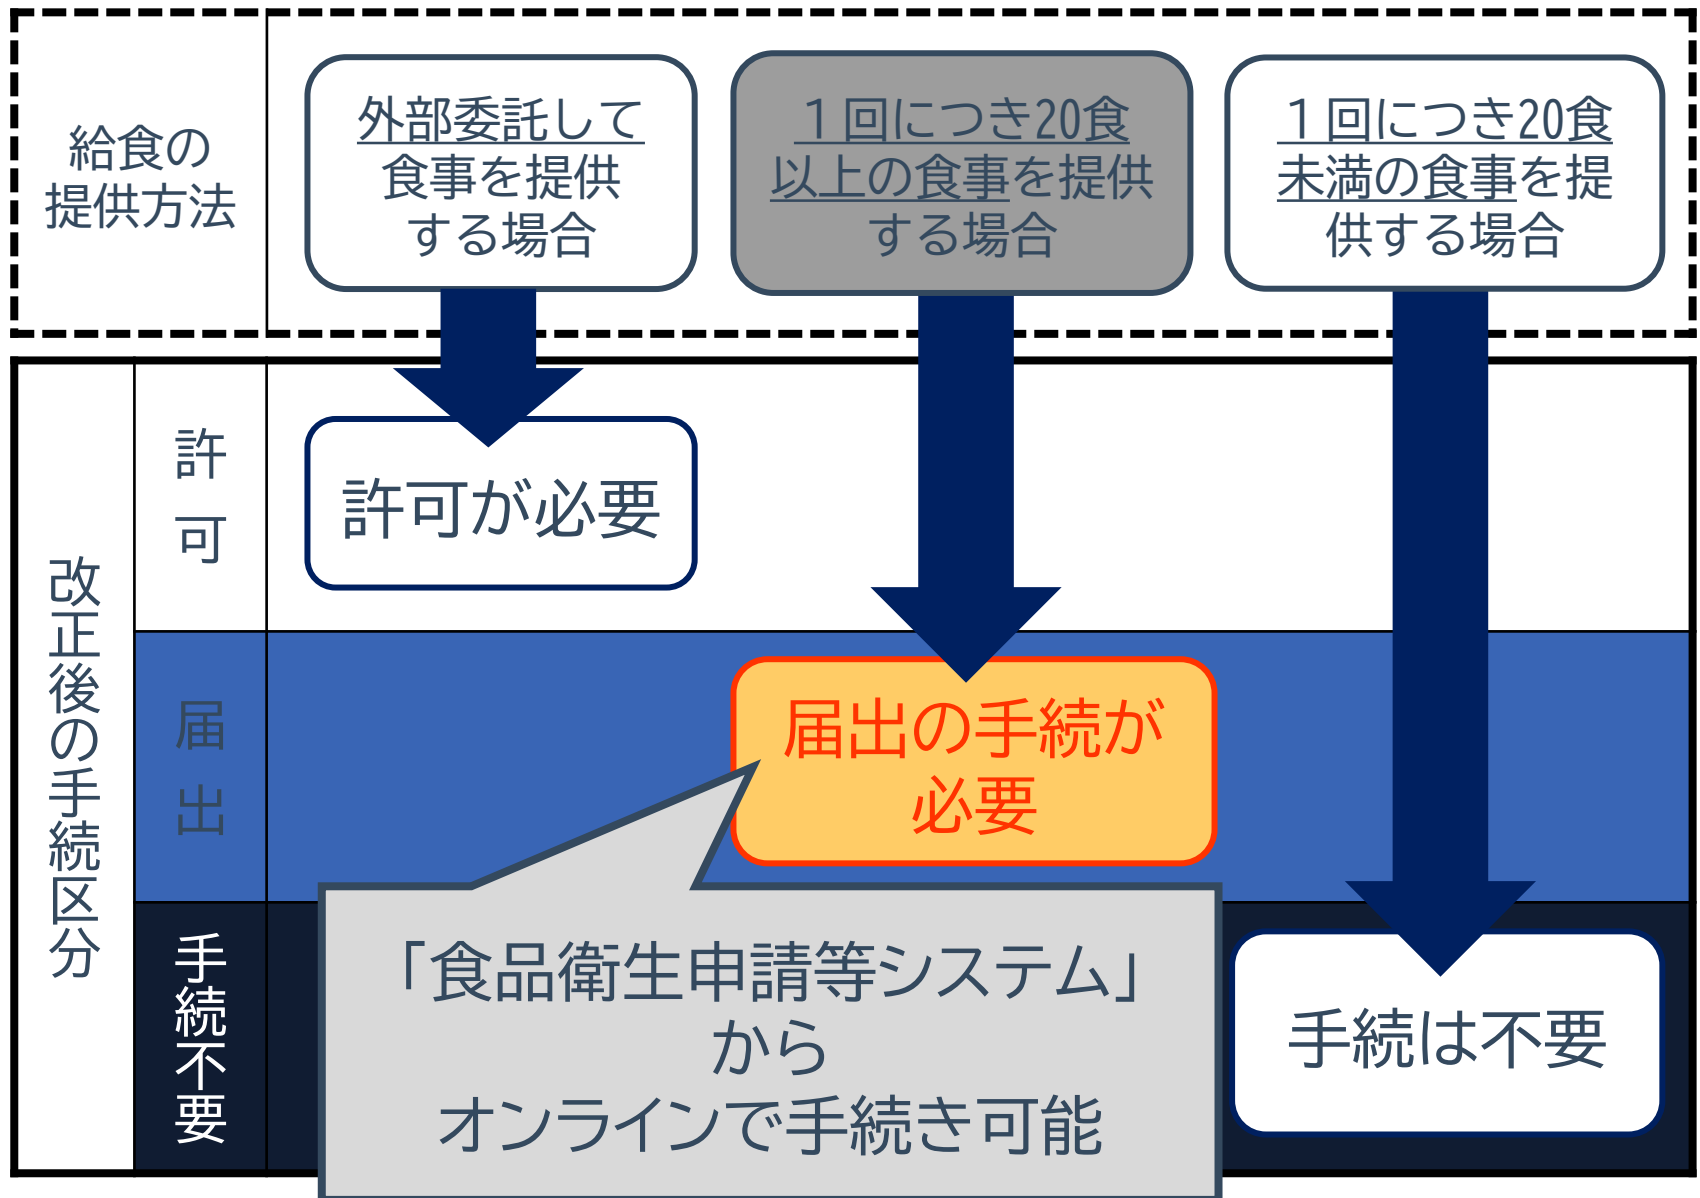 給食の
提供方法
外部委託して
食事を提供
する場合
１回につき20食
以上の食事を提供
する場合
１回につき20食
未満の食事を提
供する場合
改正後の手続区分
許可
許可が必要
届出
届出の手続が
必要
手続不要
「食品衛生申請等システム」
から
オンラインで手続き可能
手続は不要